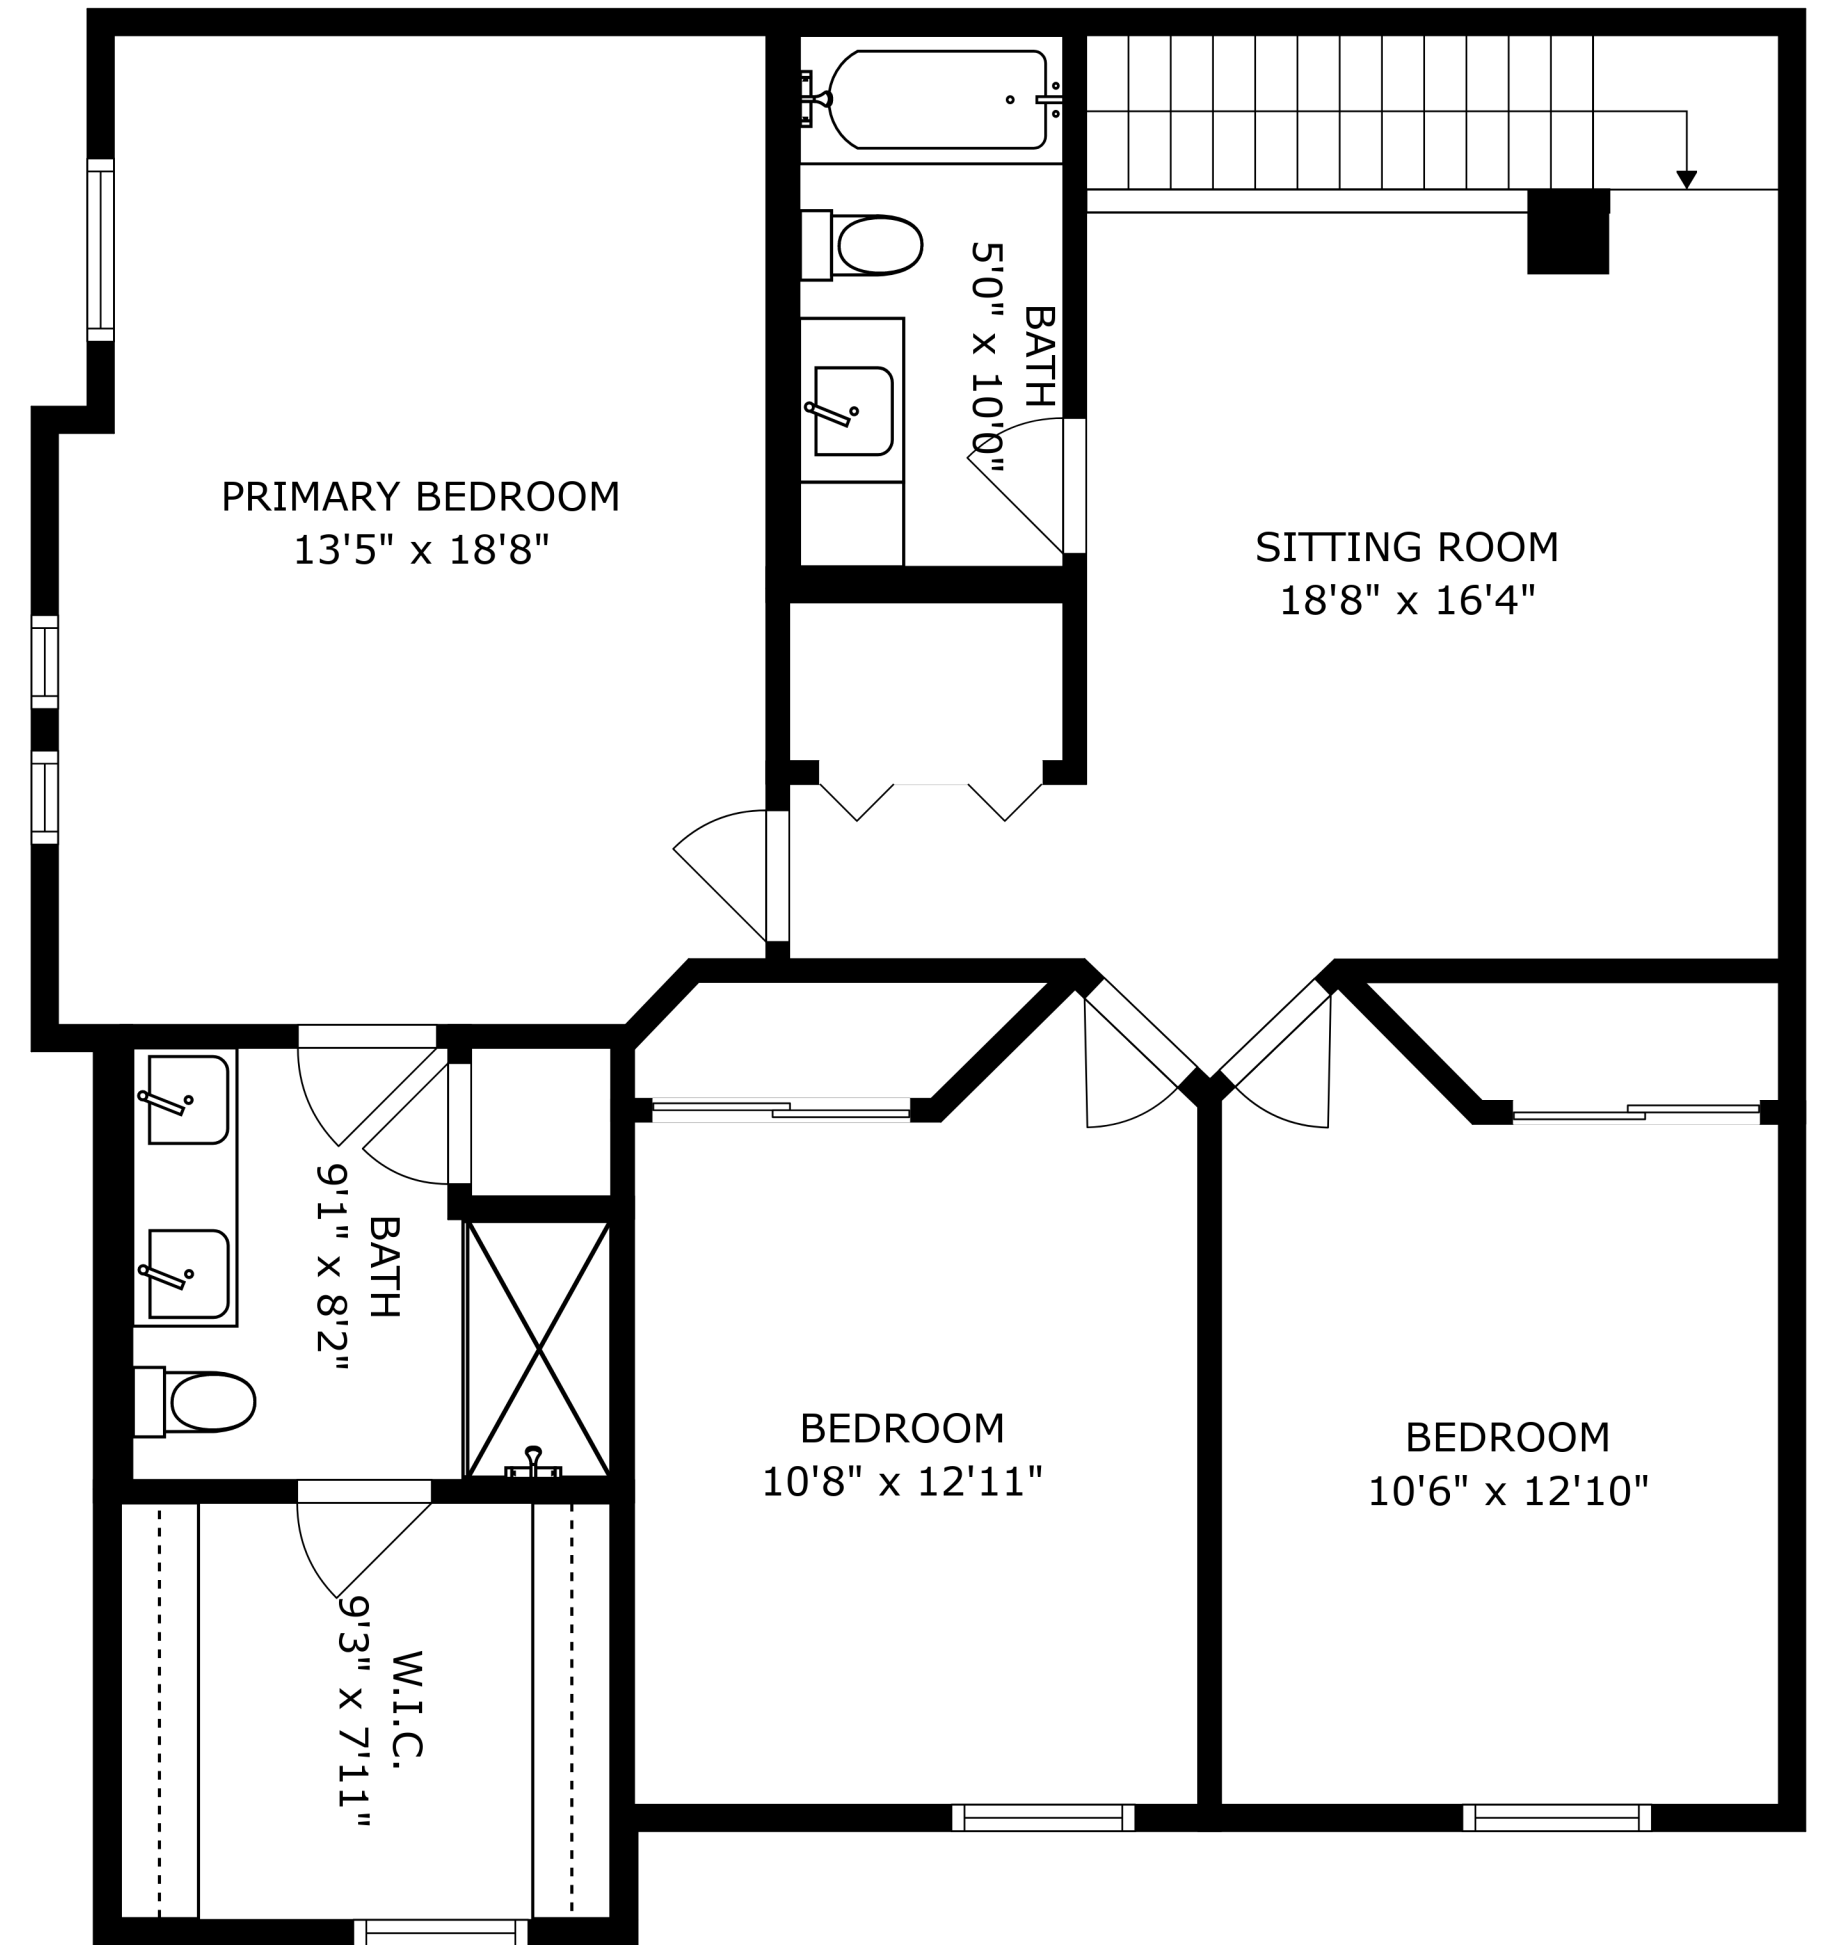 BATH
5'0" x 10'0"
PRIMARY BEDROOM
13'5" x 18'8"
SITTING ROOM
18'8" x 16'4"
BATH
9'1" x 8'2"
BEDROOM
10'8" x 12'11"
BEDROOM
10'6" x 12'10"
W.I.C.
9'3" x 7'11"